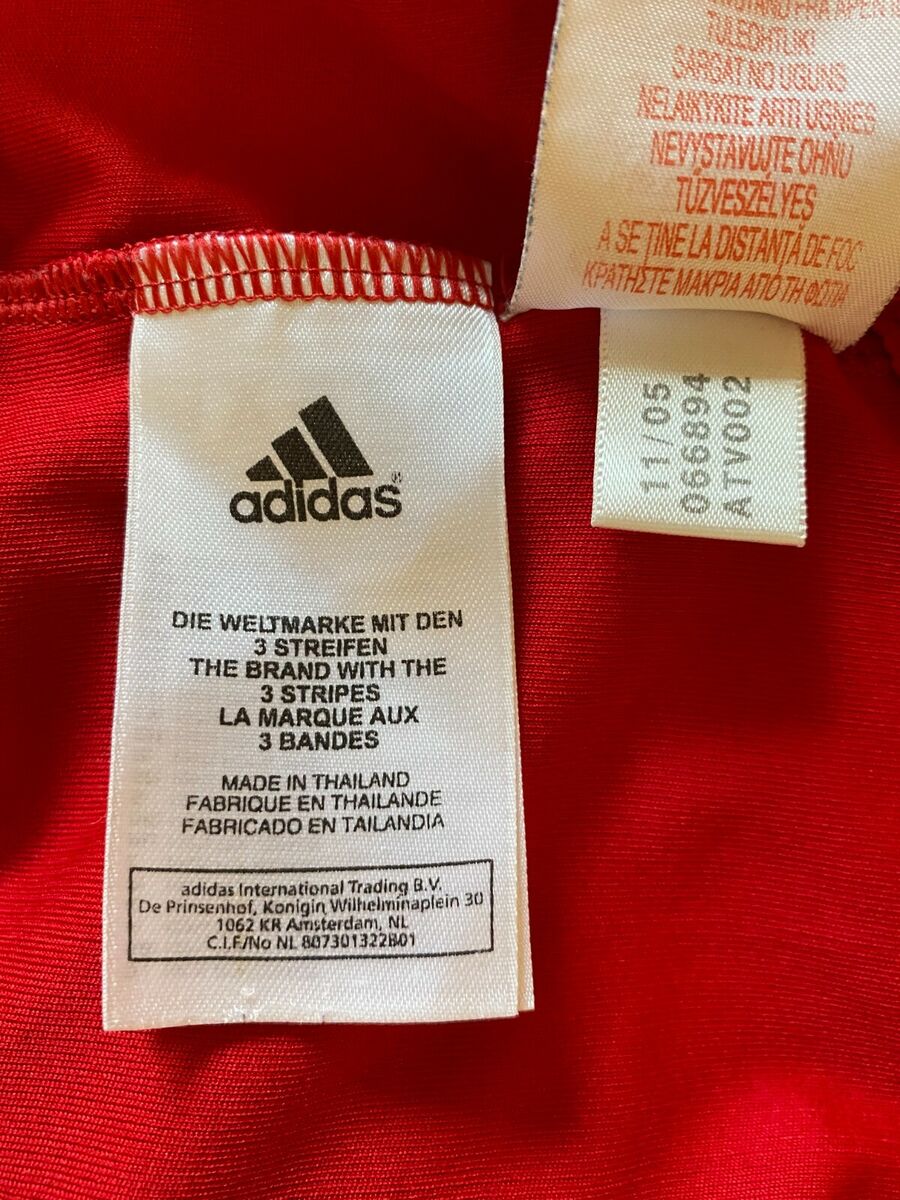 TULEOHTLIK!
SARGAT NO UGUNS
NELAIKYKITE ARTI UGNIES
NEVYSTAVUJTE OHŇU
TŰZVESZÉLYES
A SE ŢINE LA DISTANŢĂ DE FOC
ΚΡΑΤΗΣΤΕ ΜΑΚΡΙΑ ΑΠΟ ΤΗ ΦΩΤΙΑ
11/05
066894
ATV002
adidas®
DIE WELTMARKE MIT DEN
3 STREIFEN
THE BRAND WITH THE
3 STRIPES
LA MARQUE AUX
3 BANDES
MADE IN THAILAND
FABRIQUE EN THAILANDE
FABRICADO EN TAILANDIA
adidas International Trading B.V.
De Prinsenhof, Konigin Wilhelminaplein 30
1062 KR Amsterdam, NL
C.I.F./No NL 807301322B01